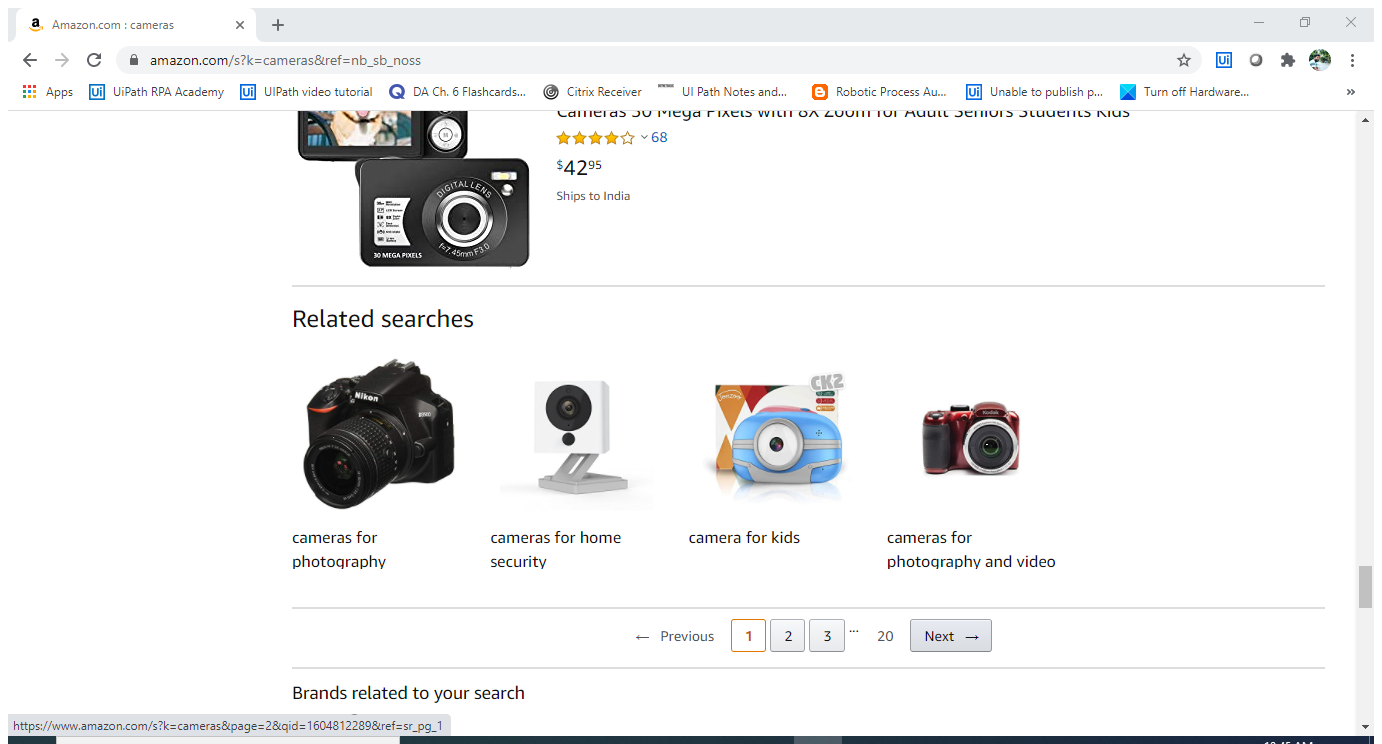 Amazon.com : cameras
amazon.com/s?k=cameras&ref=nb_sb_noss
Apps
UiPath RPA Academy
UIPath video tutorial
DA Ch. 6 Flashcards...
Citrix Receiver
UI Path Notes and...
Robotic Process Au...
Unable to publish p...
Turn off Hardware...
»
Cameras 30 Mega Pixels with 8X Zoom for Adult Seniors Students Kids
68
$4295
Ships to India
DIGITAL LENS
f=7.45mm F3.0
30 MEGA PIXELS
Related searches
Nikon
CK2
Kodak
cameras for
photography
cameras for home
security
camera for kids
cameras for
photography and video
← Previous 1 2 3 ... 20 Next →
Brands related to your search
https://www.amazon.com/s?k=cameras&page=2&qid=1604812289&ref=sr_pg_1